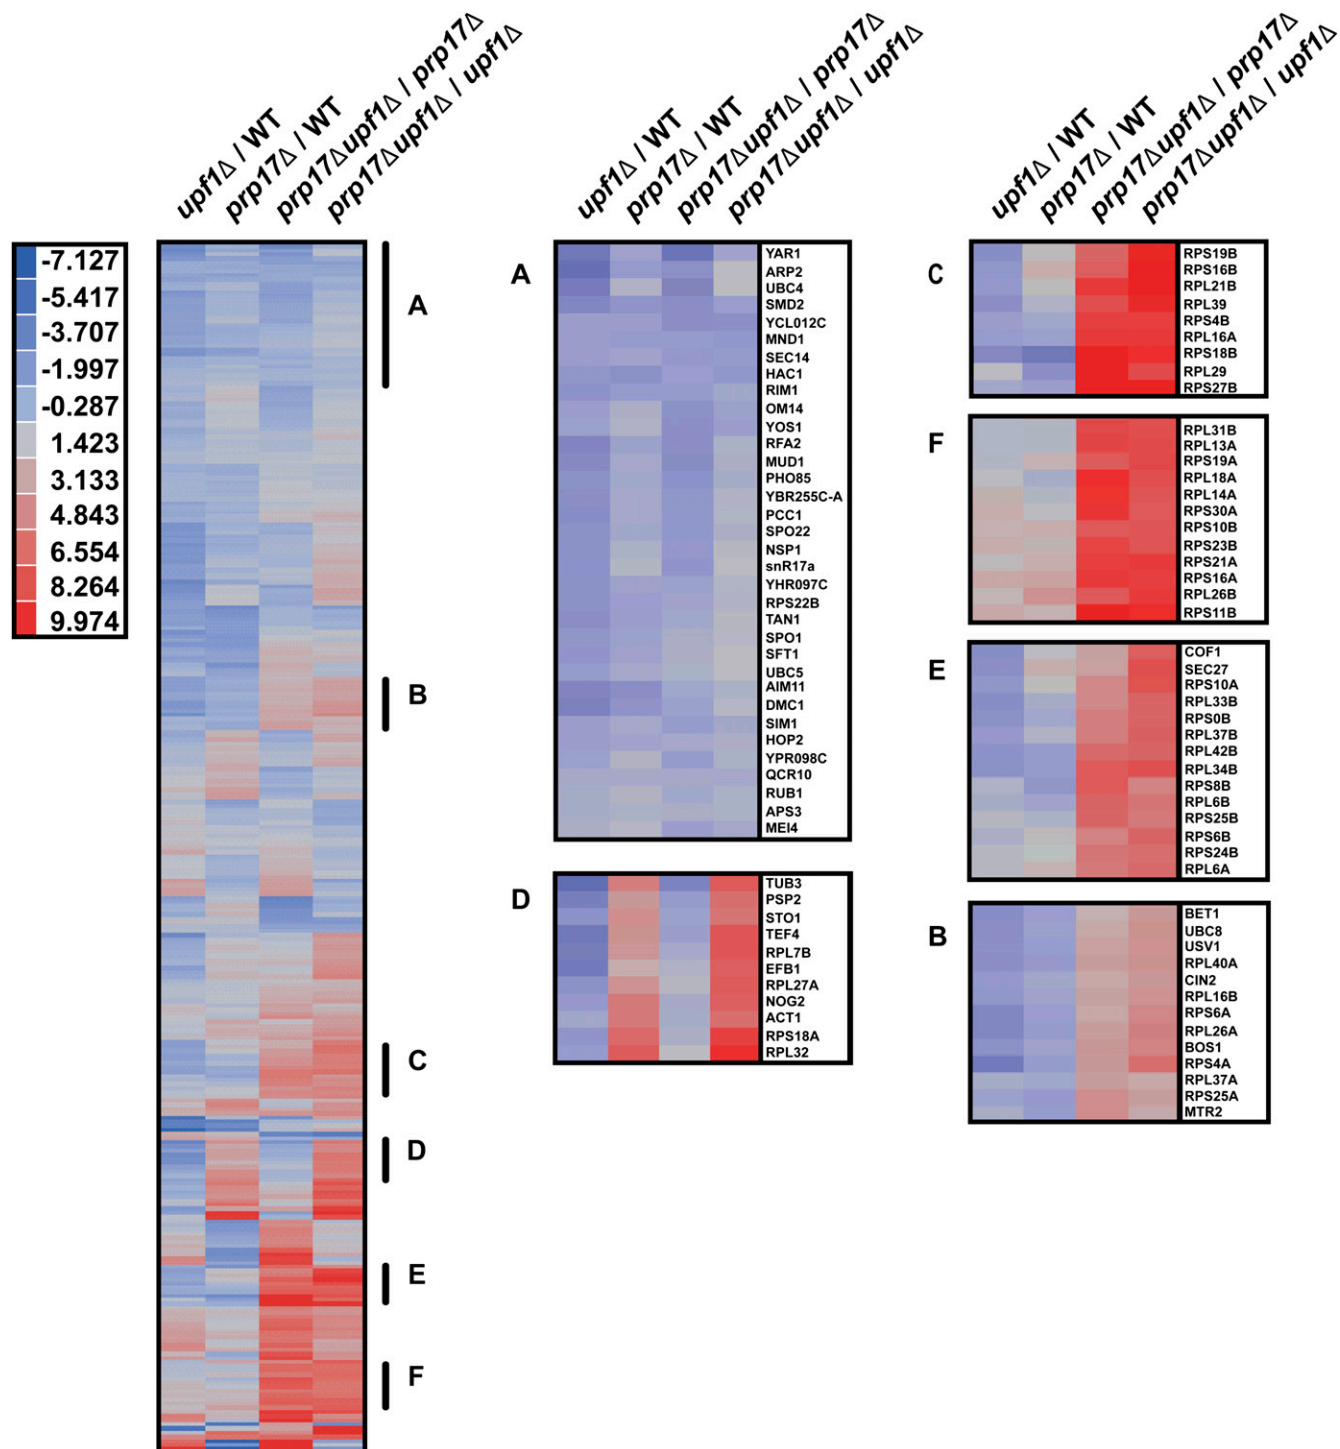 upf1Δ / WT
prp17Δ / WT
prp17Δupf1Δ / prp17Δ
prp17Δupf1Δ / upf1Δ
upf1Δ / WT
prp17Δ / WT
prp17Δupf1Δ / prp17Δ
prp17Δupf1Δ / upf1Δ
upf1Δ / WT
prp17Δ / WT
prp17Δupf1Δ / prp17Δ
prp17Δupf1Δ / upf1Δ
-7.127
-5.417
-3.707
-1.997
-0.287
1.423
3.133
4.843
6.554
8.264
9.974
A
B
C
D
E
F
A
YAR1
ARP2
UBC4
SMD2
YCL012C
MND1
SEC14
HAC1
RIM1
OM14
YOS1
RFA2
MUD1
PHO85
YBR255C-A
PCC1
SPO22
NSP1
snR17a
YHR097C
RPS22B
TAN1
SPO1
SFT1
UBC5
AIM11
DMC1
SIM1
HOP2
YPR098C
QCR10
RUB1
APS3
MEI4
D
TUB3
PSP2
STO1
TEF4
RPL7B
EFB1
RPL27A
NOG2
ACT1
RPS18A
RPL32
C
RPS19B
RPS16B
RPL21B
RPL39
RPS4B
RPL16A
RPS18B
RPL29
RPS27B
F
RPL31B
RPL13A
RPS19A
RPL18A
RPL14A
RPS30A
RPS10B
RPS23B
RPS21A
RPS16A
RPL26B
RPS11B
E
COF1
SEC27
RPS10A
RPL33B
RPS0B
RPL37B
RPL42B
RPL34B
RPS8B
RPL6B
RPS25B
RPS6B
RPS24B
RPL6A
B
BET1
UBC8
USV1
RPL40A
CIN2
RPL16B
RPS6A
RPL26A
BOS1
RPS4A
RPL37A
RPS25A
MTR2